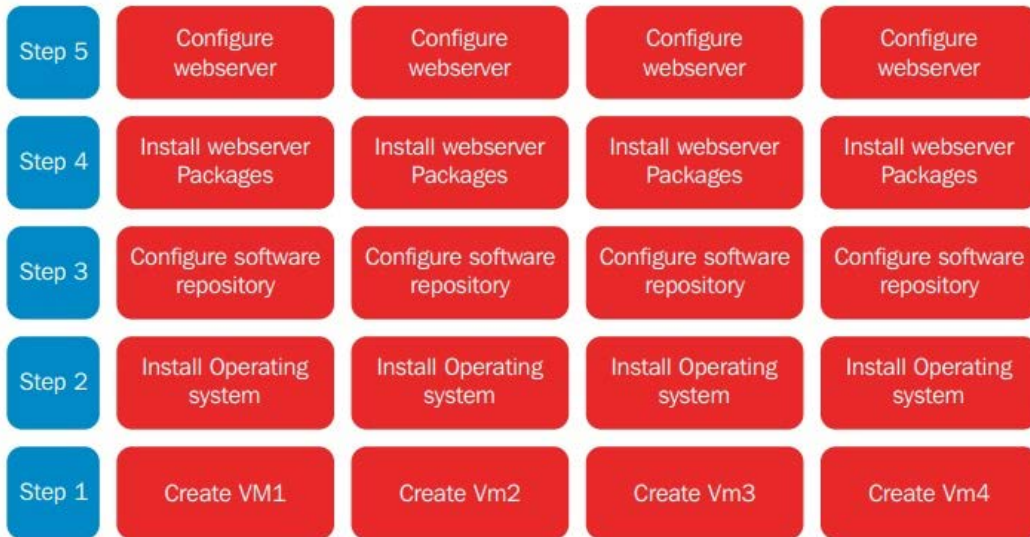 Step 5
Configure
webserver
Configure
webserver
Configure
webserver
Configure
webserver
Step 4
Install webserver
Packages
Install webserver
Packages
Install webserver
Packages
Install webserver
Packages
Step 3
Configure software
repository
Configure software
repository
Configure software
repository
Configure software
repository
Step 2
Install Operating
system
Install Operating
system
Install Operating
system
Install Operating
system
Step 1
Create VM1
Create Vm2
Create Vm3
Create Vm4